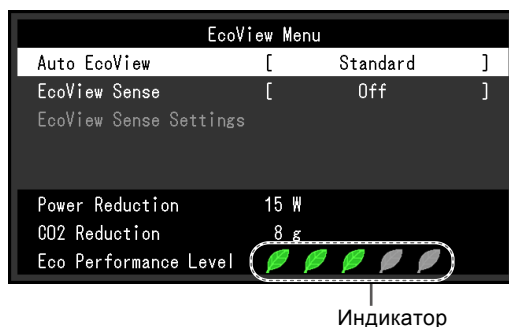 EcoView Menu
Auto EcoView [ Standard ]
EcoView Sense [ Off ]
EcoView Sense Settings
Power Reduction 15 W
CO2 Reduction 8 g
Eco Performance Level
Индикатор